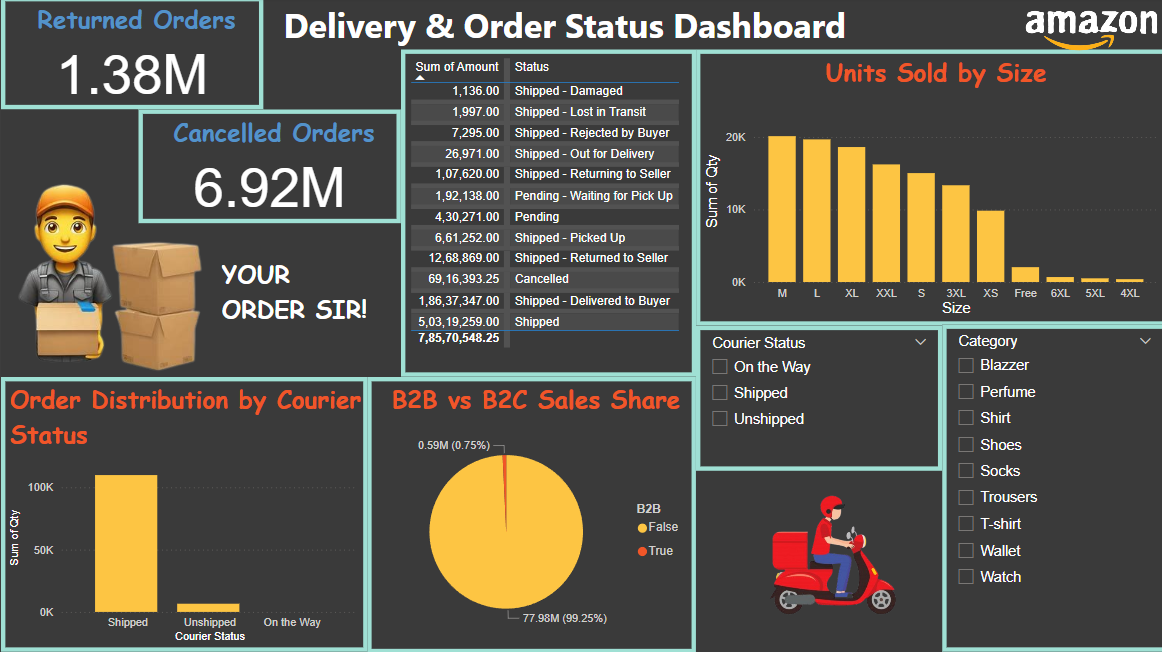 Returned Orders
1.38M
Delivery & Order Status Dashboard
amazon
Cancelled Orders
6.92M
YOUR
ORDER SIR!
Sum of Amount Status
1,136.00 Shipped - Damaged
1,997.00 Shipped - Lost in Transit
7,295.00 Shipped - Rejected by Buyer
26,971.00 Shipped - Out for Delivery
1,07,620.00 Shipped - Returning to Seller
1,92,138.00 Pending - Waiting for Pick Up
4,30,271.00 Pending
6,61,252.00 Shipped - Picked Up
12,68,869.00 Shipped - Returned to Seller
69,16,393.25 Cancelled
1,86,37,347.00 Shipped - Delivered to Buyer
5,03,19,259.00 Shipped
7,85,70,548.25
Units Sold by Size
Sum of Qty
20K
10K
0K
M L XL XXL S 3XL XS Free 6XL 5XL 4XL
Size
Courier Status
On the Way
Shipped
Unshipped
Category
Blazzer
Perfume
Shirt
Shoes
Socks
Trousers
T-shirt
Wallet
Watch
Order Distribution by Courier
Status
Sum of Qty
100K
50K
0K
Shipped Unshipped On the Way
Courier Status
B2B vs B2C Sales Share
0.59M (0.75%)
77.98M (99.25%)
B2B
False
True